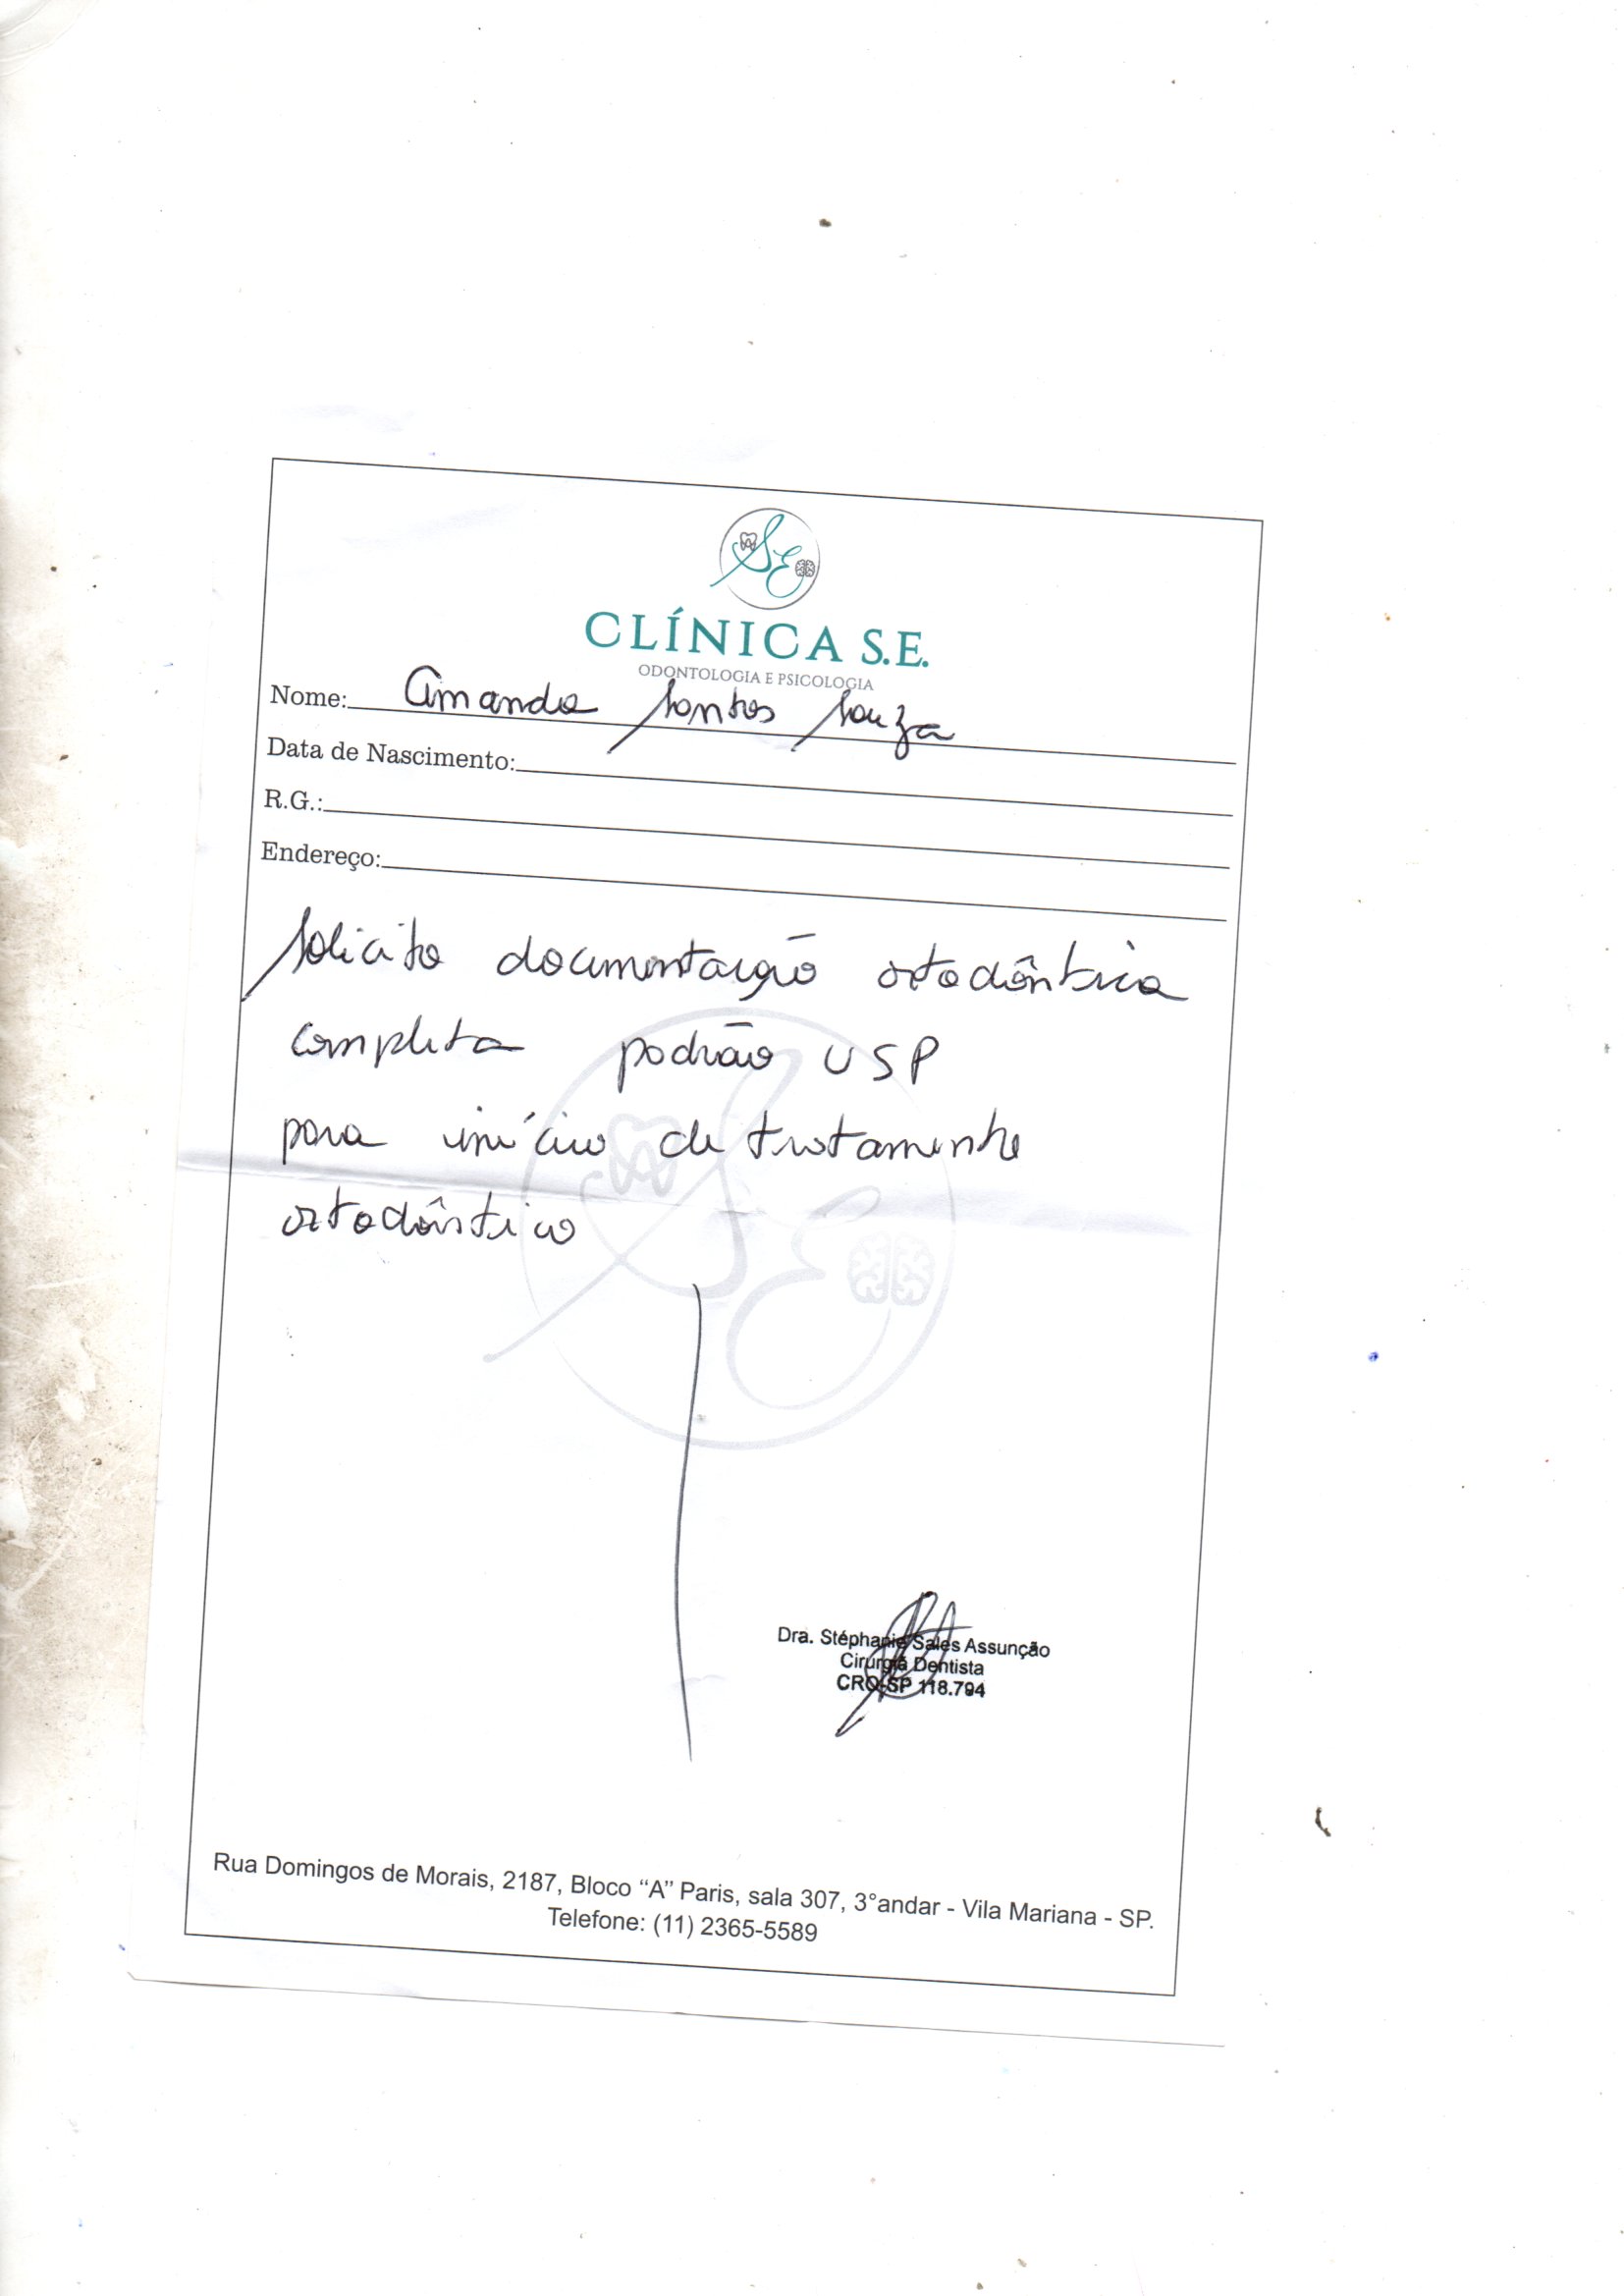 SE
CLÍNICA S.E.
ODONTOLOGIA E PSICOLOGIA
Nome: Amanda Santos Souza
Data de Nascimento:
R.G.:
Endereço:
Solicito documentação ortodôntica
completa padrão USP
para início de tratamento
ortodôntico
Dra. Stéphanie Sales Assunção
Cirurgiã Dentista
CRO-SP 118.794
Rua Domingos de Morais, 2187, Bloco “A” Paris, sala 307, 3°andar - Vila Mariana - SP.
Telefone: (11) 2365-5589